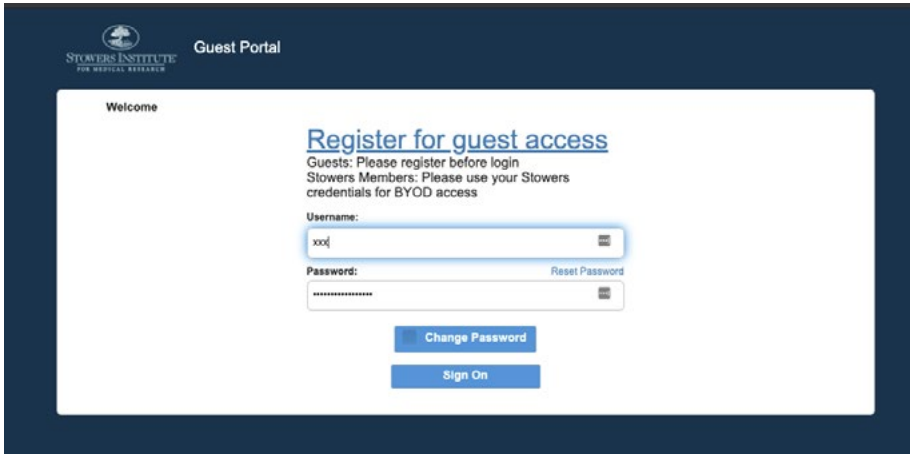 STOWERS INSTITUTE
FOR MEDICAL RESEARCH
Guest Portal
Welcome
Register for guest access
Guests: Please register before login
Stowers Members: Please use your Stowers
credentials for BYOD access
Username:
xxx
Password:
Reset Password
•••••••••••••••••
Change Password
Sign On